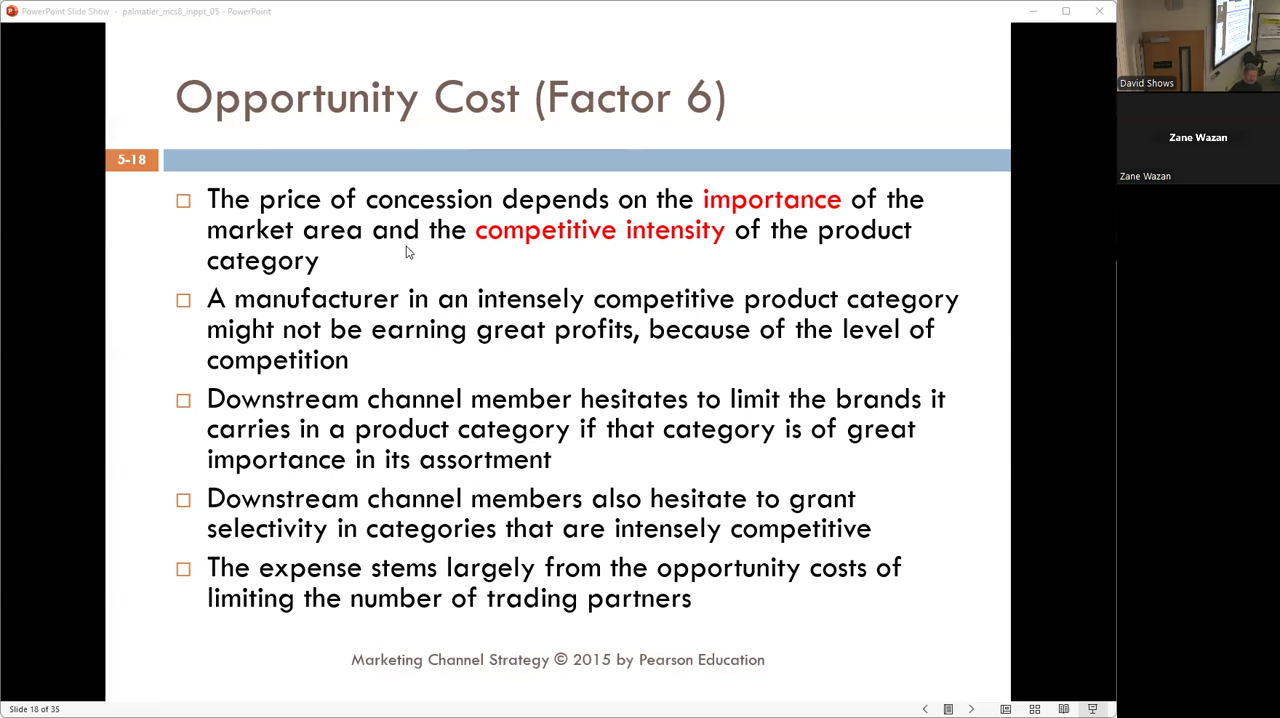 PowerPoint Slide Show - palmatier_mcs8_inppt_05 - PowerPoint
Opportunity Cost (Factor 6)
5-18
The price of concession depends on the importance of the
market area and the competitive intensity of the product
category
A manufacturer in an intensely competitive product category
might not be earning great profits, because of the level of
competition
Downstream channel member hesitates to limit the brands it
carries in a product category if that category is of great
importance in its assortment
Downstream channel members also hesitate to grant
selectivity in categories that are intensely competitive
The expense stems largely from the opportunity costs of
limiting the number of trading partners
Marketing Channel Strategy © 2015 by Pearson Education
Slide 18 of 35
David Shows
Zane Wazan
Zane Wazan